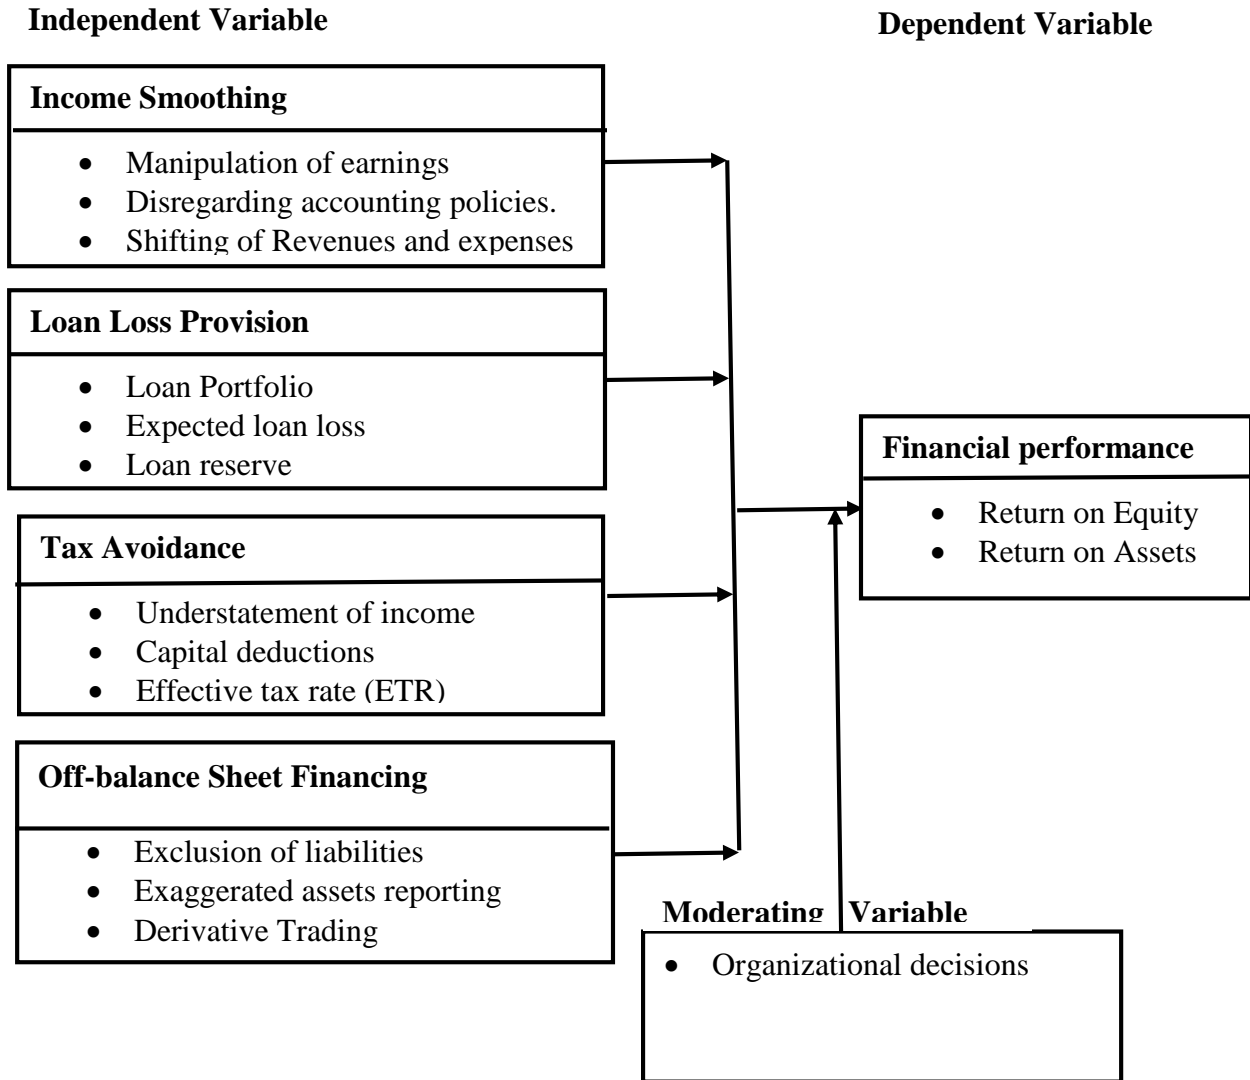 Independent Variable
Dependent Variable
Income Smoothing
• Manipulation of earnings
• Disregarding accounting policies.
• Shifting of Revenues and expenses
Loan Loss Provision
• Loan Portfolio
• Expected loan loss
• Loan reserve
Tax Avoidance
• Understatement of income
• Capital deductions
• Effective tax rate (ETR)
Off-balance Sheet Financing
• Exclusion of liabilities
• Exaggerated assets reporting
• Derivative Trading
Financial performance
• Return on Equity
• Return on Assets
Moderating Variable
• Organizational decisions